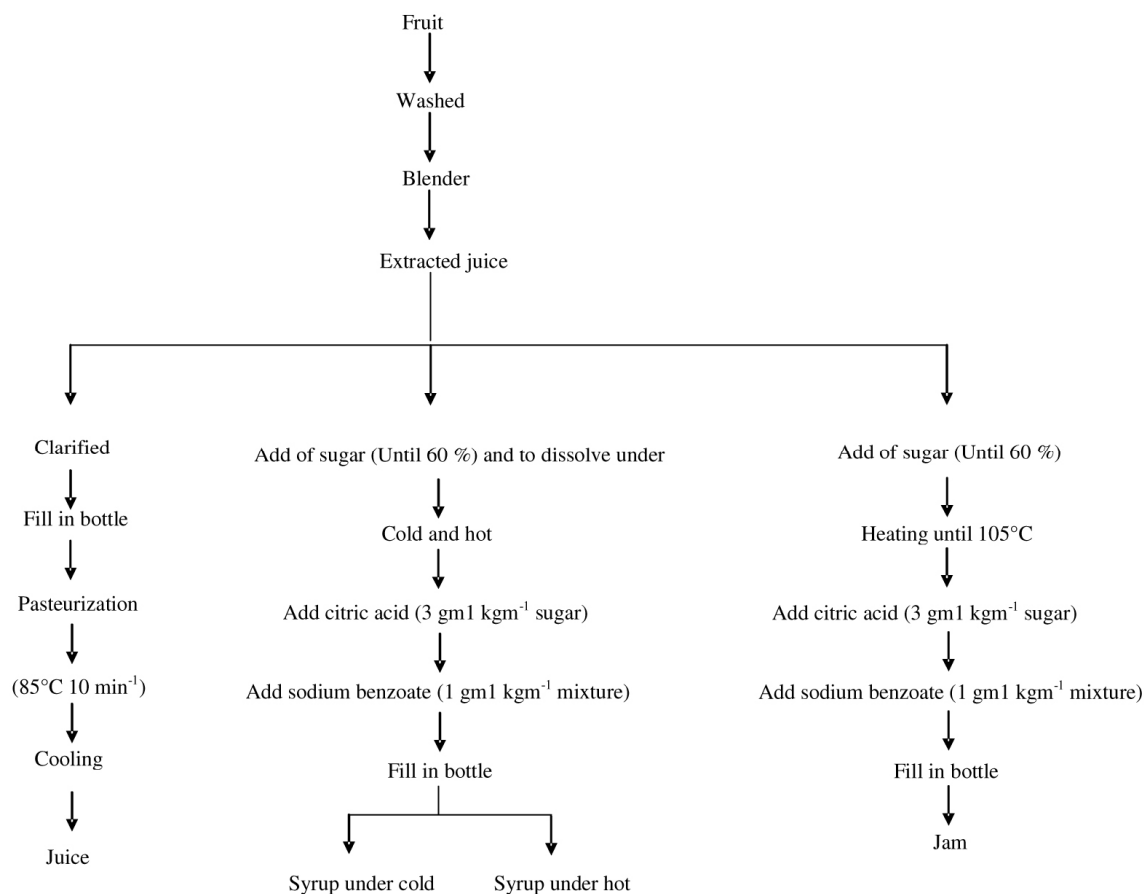 Fruit
Washed
Blender
Extracted juice
Clarified
Fill in bottle
Pasteurization
(85°C 10 min⁻¹)
Cooling
Juice
Add of sugar (Until 60 %) and to dissolve under
Cold and hot
Add citric acid (3 gm1 kgm⁻¹ sugar)
Add sodium benzoate (1 gm1 kgm⁻¹ mixture)
Fill in bottle
Syrup under cold
Syrup under hot
Add of sugar (Until 60 %)
Heating until 105°C
Add citric acid (3 gm1 kgm⁻¹ sugar)
Add sodium benzoate (1 gm1 kgm⁻¹ mixture)
Fill in bottle
Jam